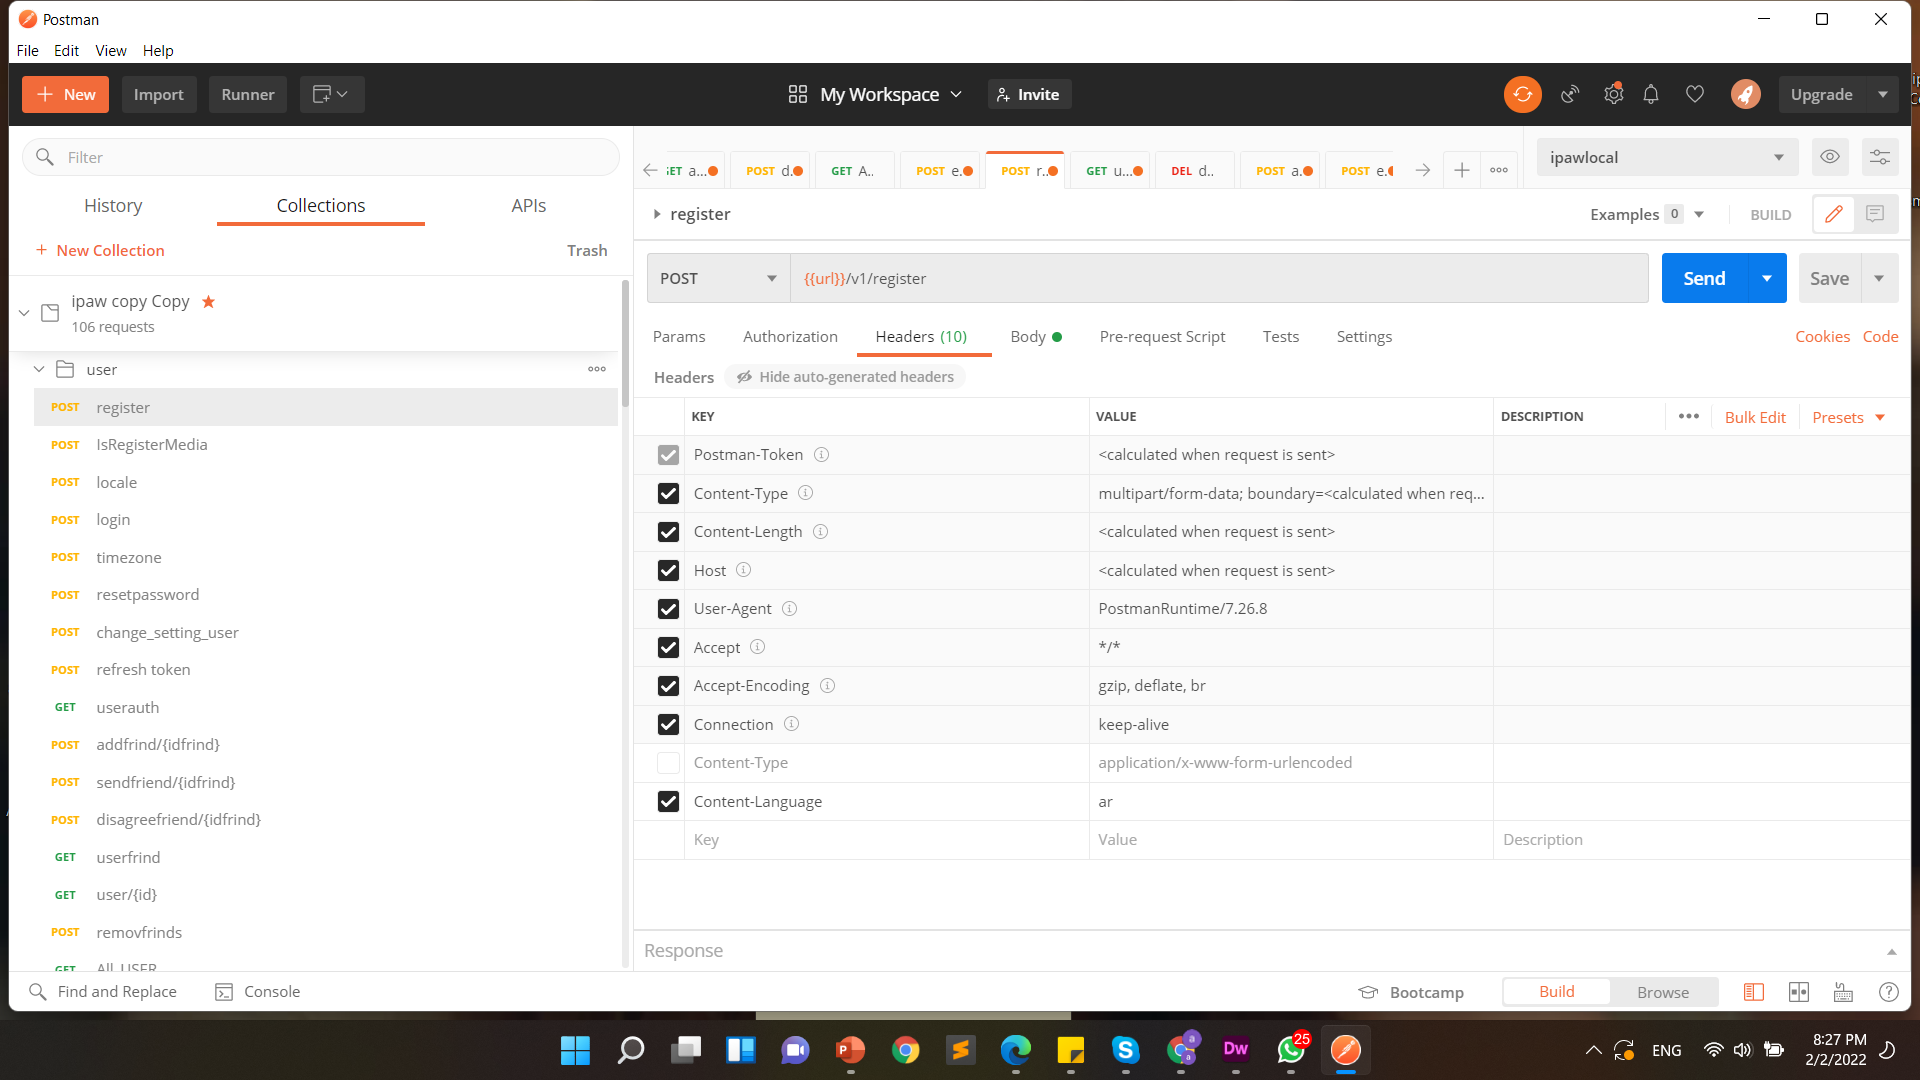 Postman
File Edit View Help
New Import Runner My Workspace Invite Upgrade
Filter
History Collections APIs
New Collection Trash
ipaw copy Copy
106 requests
user
POST register
POST IsRegisterMedia
POST locale
POST login
POST timezone
POST resetpassword
POST change_setting_user
POST refresh token
GET userauth
POST addfrind/{idfrind}
POST sendfriend/{idfrind}
POST disagreefriend/{idfrind}
GET userfrind
GET user/{id}
POST removfrinds
GET All_USER
GET a... POST d.. GET A.. POST e.. POST r.. GET u... DEL d.. POST a.. POST e..
ipawlocal
register Examples 0 BUILD
POST {{url}}/v1/register Send Save
Params Authorization Headers (10) Body Pre-request Script Tests Settings Cookies Code
Headers Hide auto-generated headers
KEY VALUE DESCRIPTION Bulk Edit Presets
Postman-Token <calculated when request is sent>
Content-Type multipart/form-data; boundary=<calculated when req...
Content-Length <calculated when request is sent>
Host <calculated when request is sent>
User-Agent PostmanRuntime/7.26.8
Accept */*
Accept-Encoding gzip, deflate, br
Connection keep-alive
Content-Type application/x-www-form-urlencoded
Content-Language ar
Key Value Description
Response
Find and Replace Console Bootcamp Build Browse
P S a a Dw 25 ENG
8:27 PM
2/2/2022